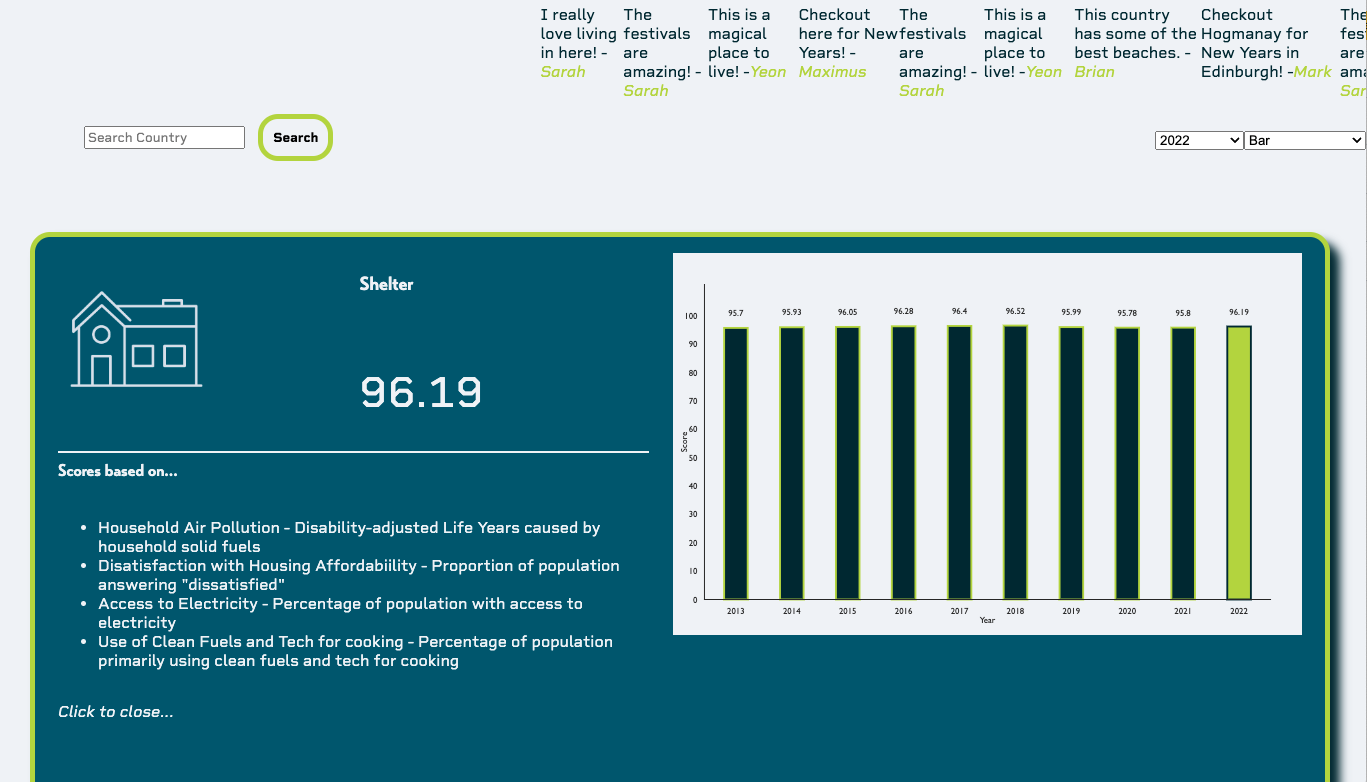 I really
love living
in here! -
Sarah
The
festivals
are
amazing! -
Sarah
This is a
magical
place to
live! -Yeon
Checkout
here for New
Years! -
Maximus
The
festivals
are
amazing! -
Sarah
This is a
magical
place to
live! -Yeon
This country
has some of the
best beaches. -
Brian
Checkout
Hogmanay for
New Years in
Edinburgh! -Mark
The
fes
are
ama
Sar
Search Country
Search
2022
Bar
Shelter
96.19
Scores based on...
• Household Air Pollution - Disability-adjusted Life Years caused by
household solid fuels
• Disatisfaction with Housing Affordabiility - Proportion of population
answering "dissatisfied"
• Access to Electricity - Percentage of population with access to
electricity
• Use of Clean Fuels and Tech for cooking - Percentage of population
primarily using clean fuels and tech for cooking
Click to close...
95.7 95.93 96.05 96.28 96.4 96.52 95.99 95.78 95.8 96.19
100
90
80
70
60
50
40
30
20
10
0
Score
2013 2014 2015 2016 2017 2018 2019 2020 2021 2022
Year